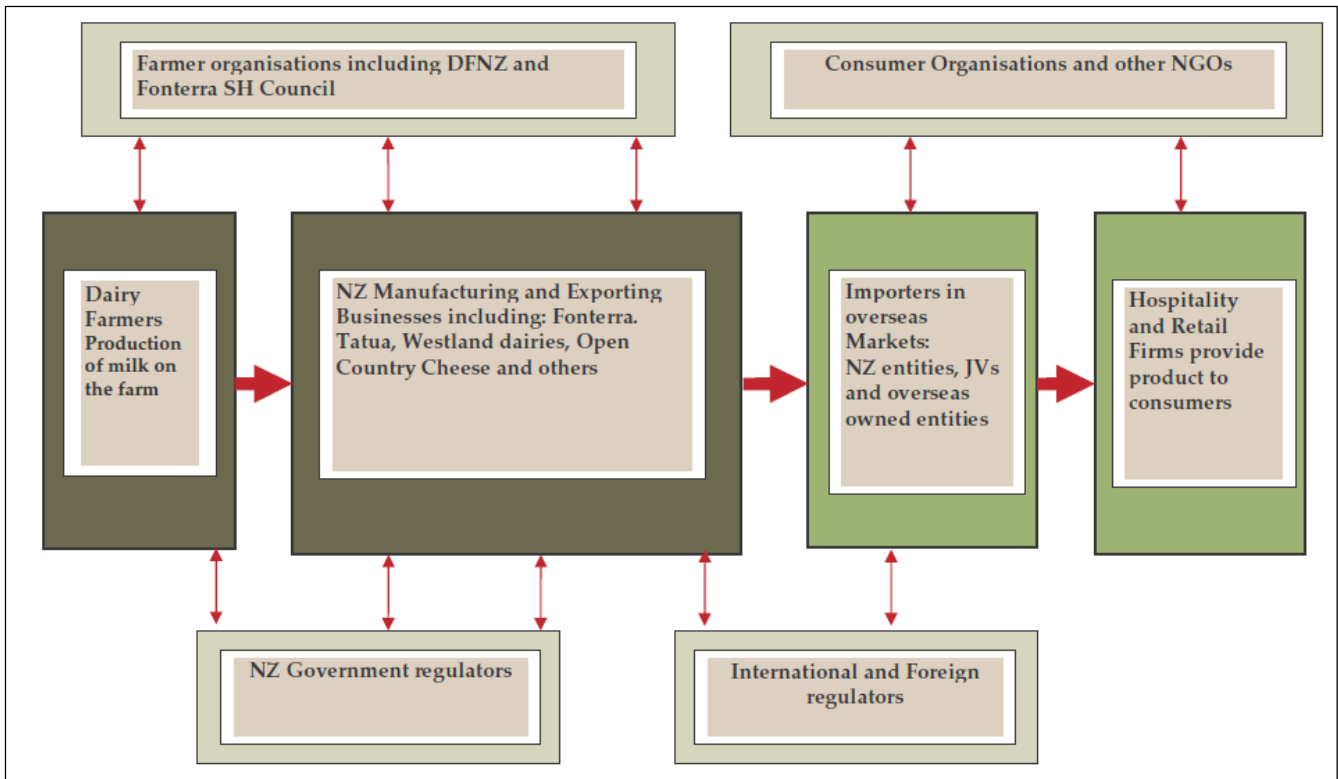 Farmer organisations including DFNZ and
Fonterra SH Council
Consumer Organisations and other NGOs
Dairy
Farmers
Production
of milk on
the farm
NZ Manufacturing and Exporting
Businesses including: Fonterra.
Tatua, Westland dairies, Open
Country Cheese and others
Importers in
overseas
Markets:
NZ entities, JVs
and overseas
owned entities
Hospitality
and Retail
Firms provide
product to
consumers
NZ Government regulators
International and Foreign
regulators